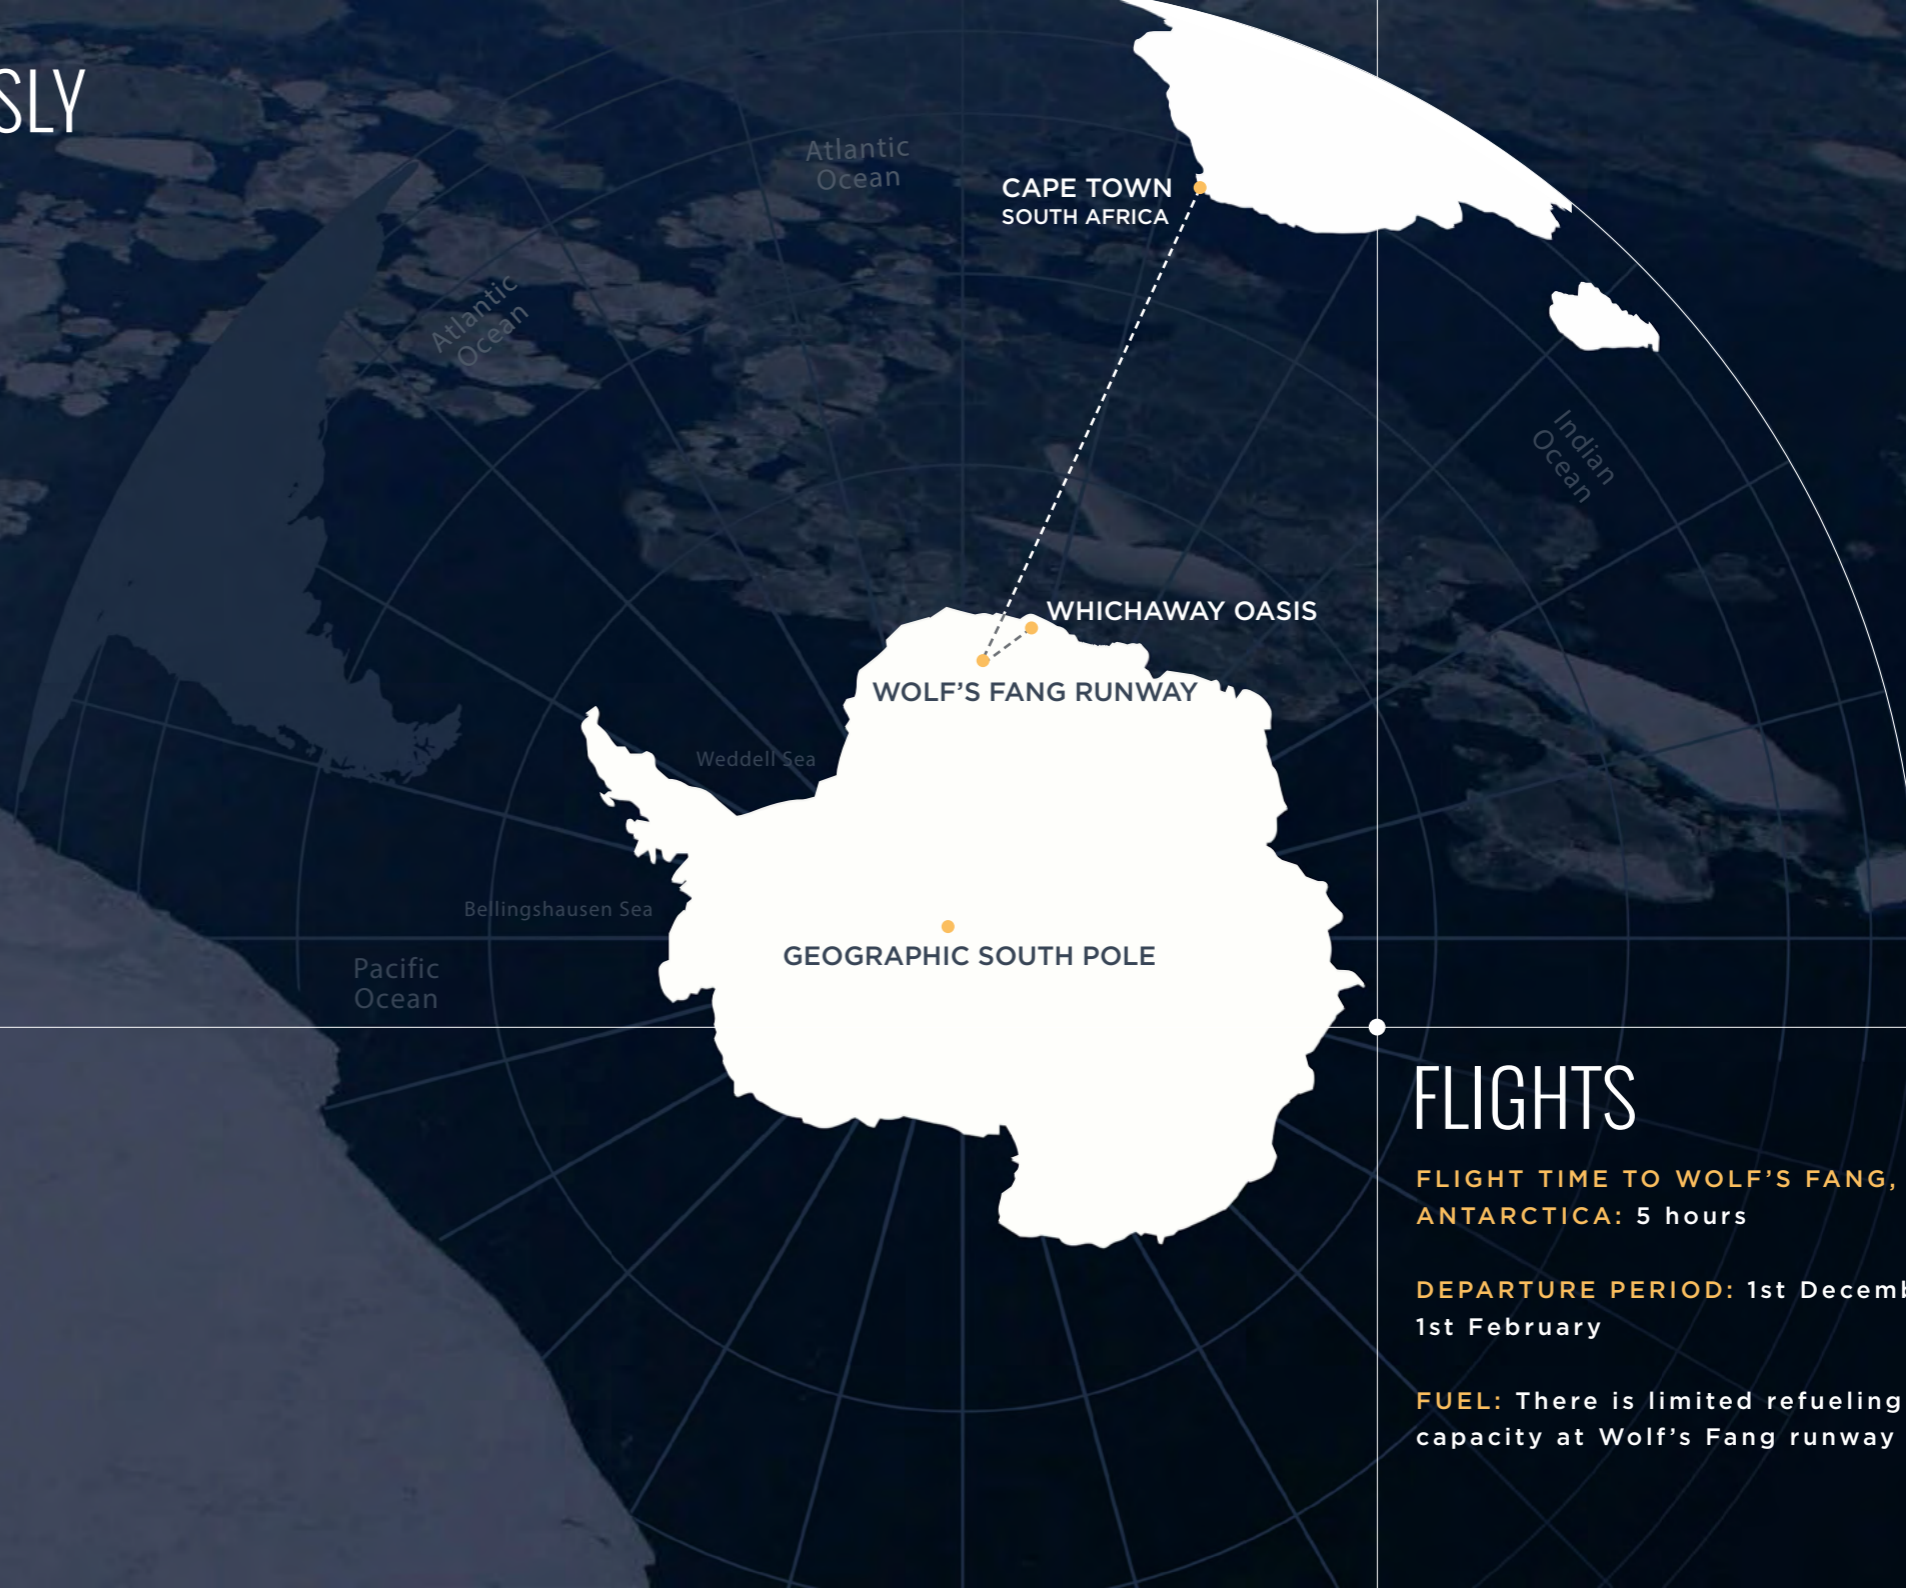 SLY
Atlantic
Ocean
CAPE TOWN
SOUTH AFRICA
Atlantic
Ocean
Indian
Ocean
WHICHAWAY OASIS
WOLF’S FANG RUNWAY
Weddell Sea
Bellingshausen Sea
GEOGRAPHIC SOUTH POLE
Pacific
Ocean
FLIGHTS
FLIGHT TIME TO WOLF’S FANG,
ANTARCTICA: 5 hours
DEPARTURE PERIOD: 1st Decemb
1st February
FUEL: There is limited refueling
capacity at Wolf’s Fang runway